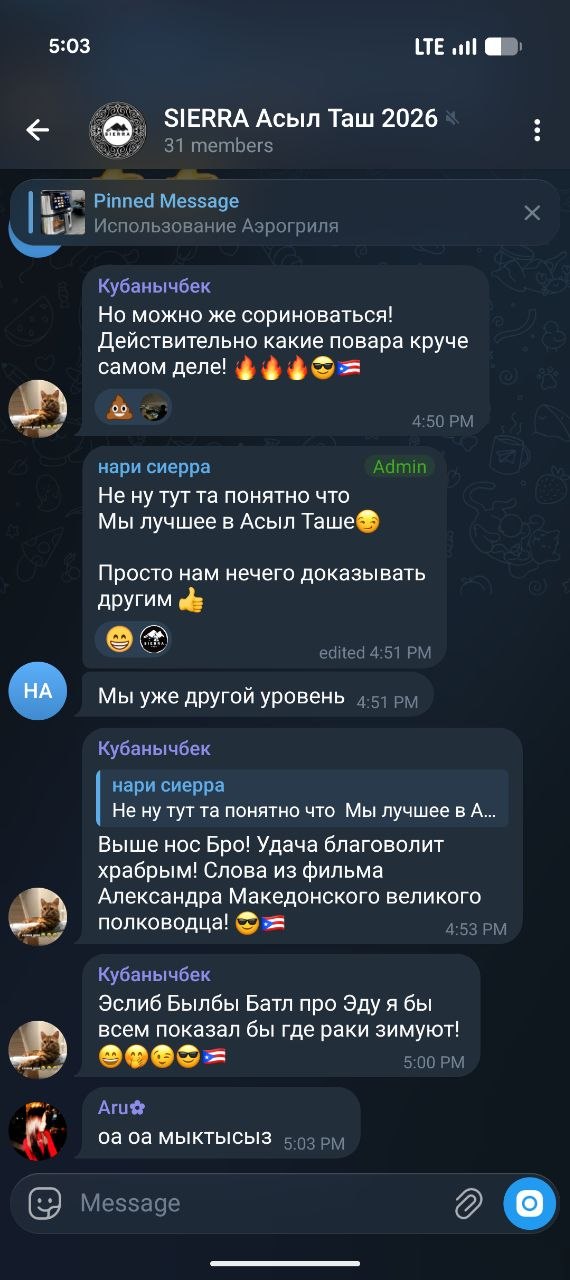 5:03
LTE
SIERRA Асыл Таш 2026
31 members
Pinned Message
Использование Аэрогриля
Кубанычбек
Но можно же сориноваться!
Действительно какие повара круче
самом деле! 🔥🔥🔥😎🇵🇷
💩
4:50 PM
нари сиерра
Admin
Не ну тут та понятно что
Мы лучшее в Асыл Таше😏
Просто нам нечего доказывать
другим 👍
😁
SIERRA
edited 4:51 PM
НА
Мы уже другой уровень 4:51 PM
Кубанычбек
нари сиерра
Не ну тут та понятно что Мы лучшее в А...
Выше нос Бро! Удача благоволит
храбрым! Слова из фильма
Александра Македонского великого
полководца! 😎🇵🇷
4:53 PM
Кубанычбек
Эслиб Былбы Батл про Эду я бы
всем показал бы где раки зимуют!
😄🤭😉😎🇵🇷
5:00 PM
Aru✿
оа оа мыктысыз 5:03 PM
Message